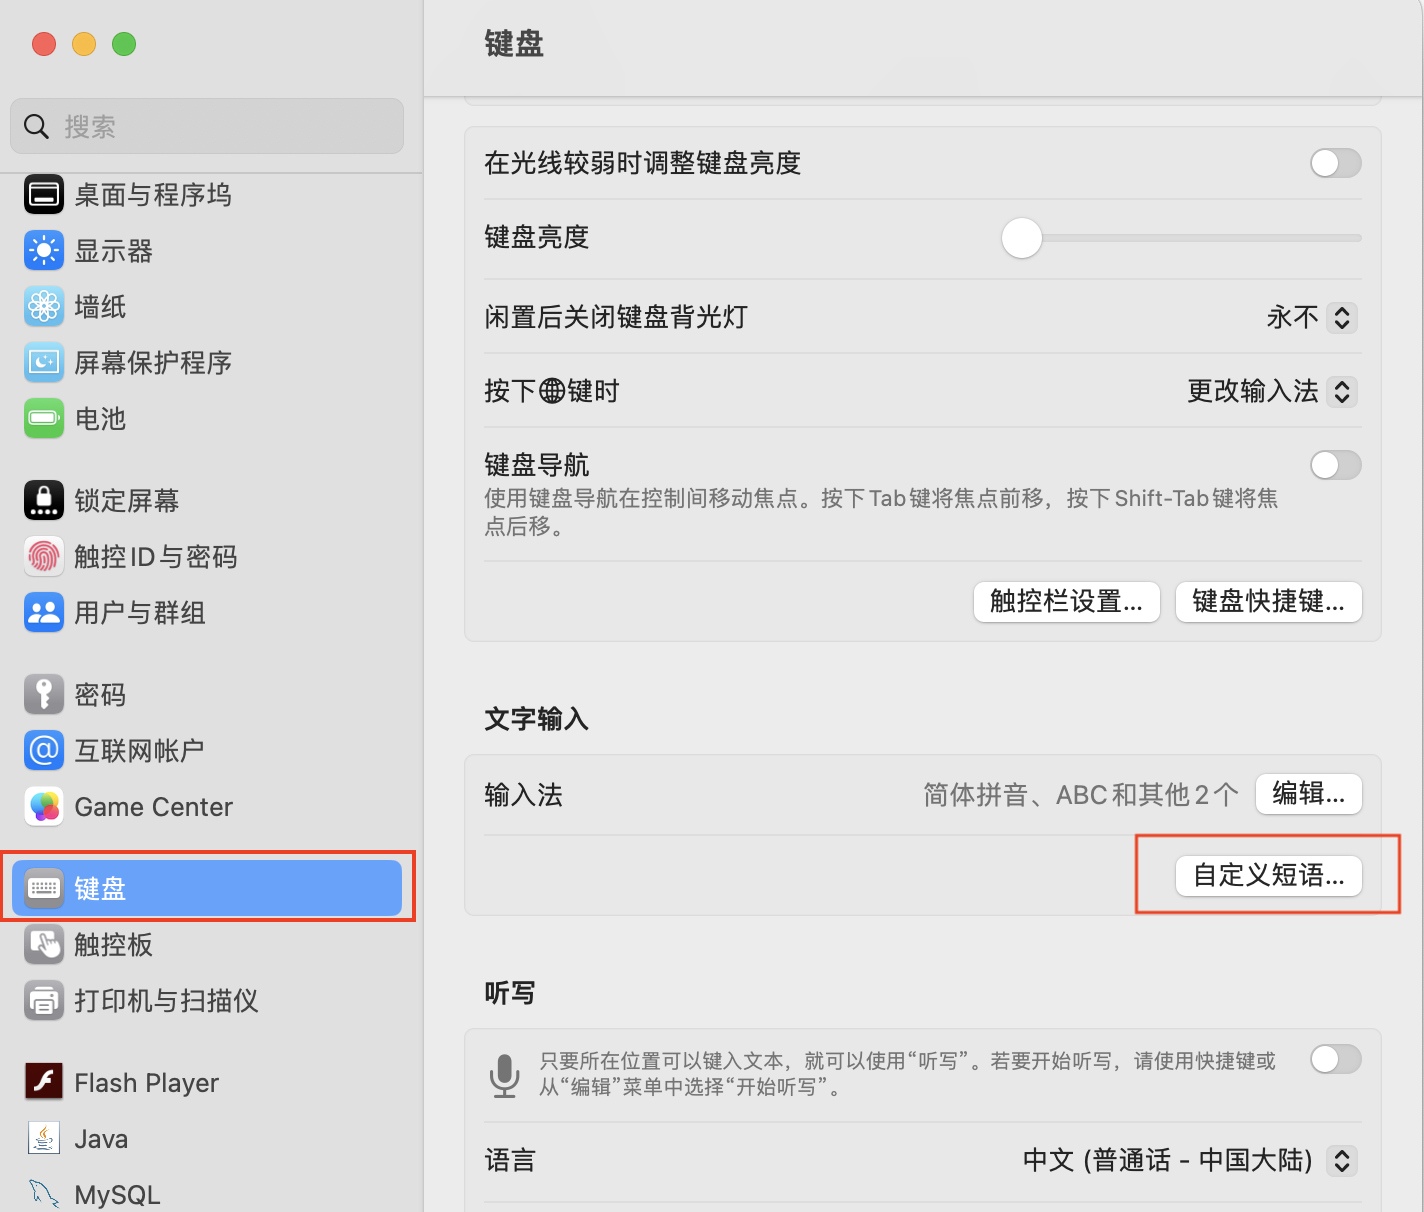 搜索
桌面与程序坞
显示器
墙纸
屏幕保护程序
电池
锁定屏幕
触控ID与密码
用户与群组
密码
互联网帐户
Game Center
键盘
触控板
打印机与扫描仪
Flash Player
Java
MySQL
键盘
在光线较弱时调整键盘亮度
键盘亮度
闲置后关闭键盘背光灯
永不
按下🌐键时
更改输入法
键盘导航
使用键盘导航在控制间移动焦点。按下Tab键将焦点前移，按下Shift-Tab键将焦
点后移。
触控栏设置...
键盘快捷键...
文字输入
输入法
简体拼音、ABC和其他2个
编辑...
自定义短语...
听写
只要所在位置可以键入文本，就可以使用“听写”。若要开始听写，请使用快捷键或
从“编辑”菜单中选择“开始听写”。
语言
中文 (普通话 - 中国大陆)